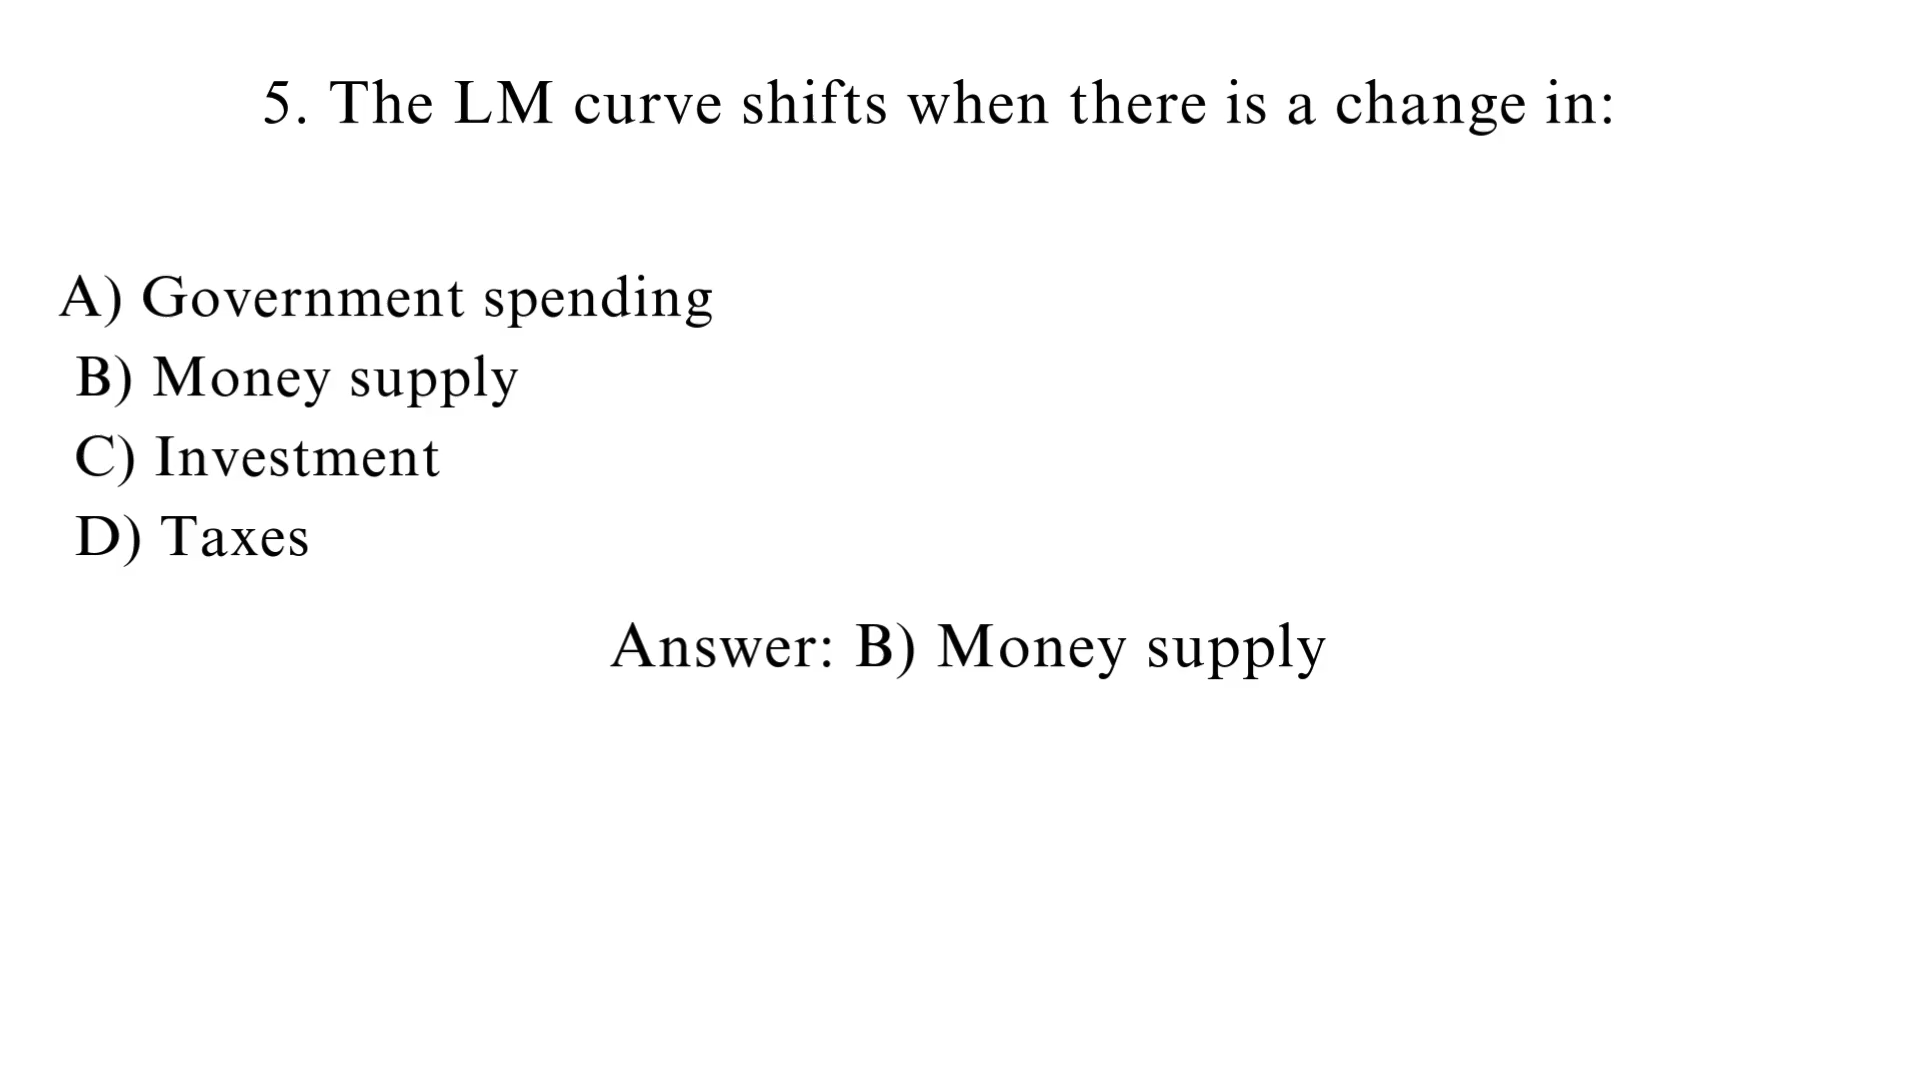 5. The LM curve shifts when there is a change in:
A) Government spending
B) Money supply
C) Investment
D) Taxes
Answer: B) Money supply